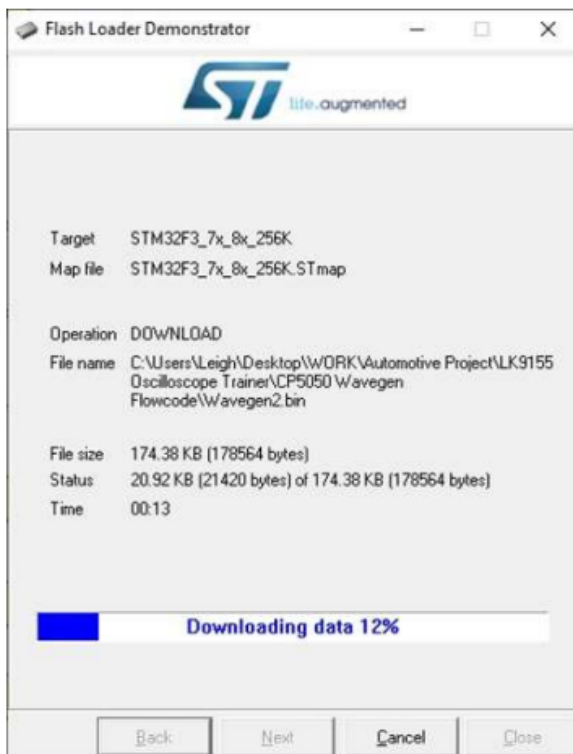 Flash Loader Demonstrator
ST
life.augmented
Target STM32F3_7x_8x_256K
Map file STM32F3_7x_8x_256K.STmap
Operation DOWNLOAD
File name C:\Users\Leigh\Desktop\WORK\Automotive Project\LK9155
Oscilloscope Trainer\CP5050 Wavegen
Flowcode\Wavegen2.bin
File size 174.38 KB (178564 bytes)
Status 20.92 KB (21420 bytes) of 174.38 KB (178564 bytes)
Time 00:13
Downloading data 12%
Back Next Cancel Close